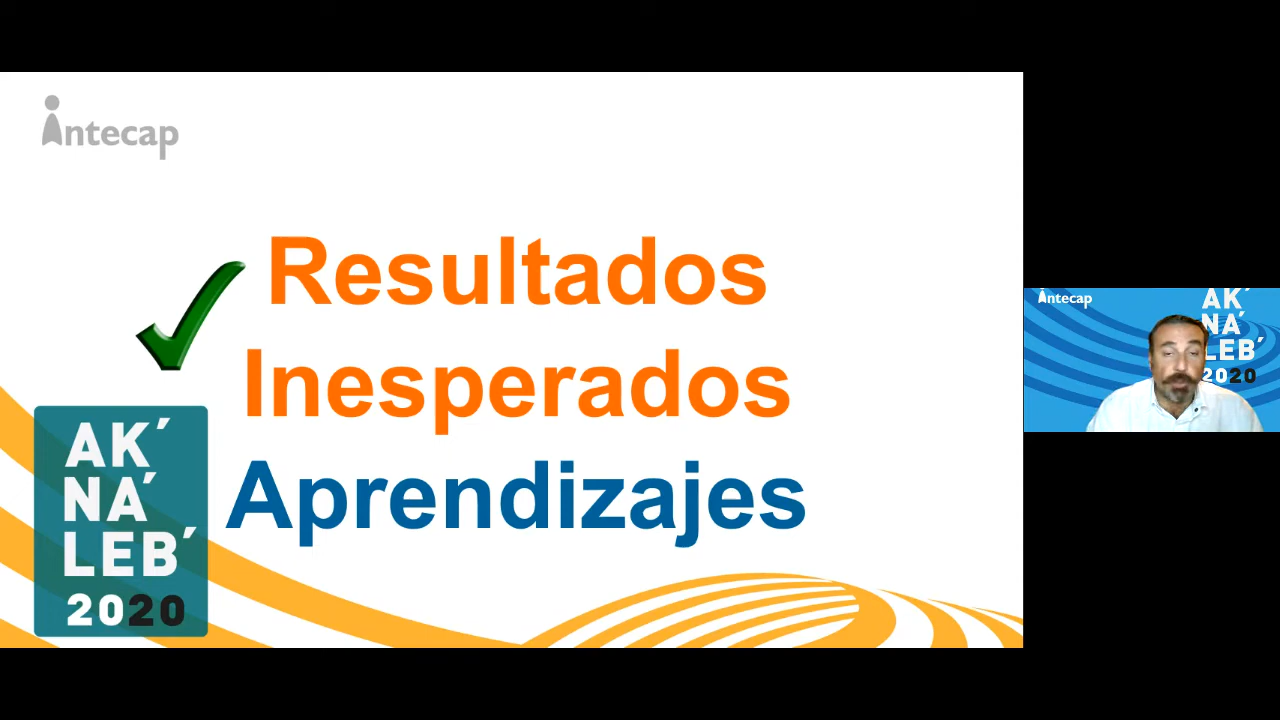 intecap
Resultados
Inesperados
Aprendizajes
AK´
NA´
LEB´
2020
intecap
AK´
NA´
LEB´
2020